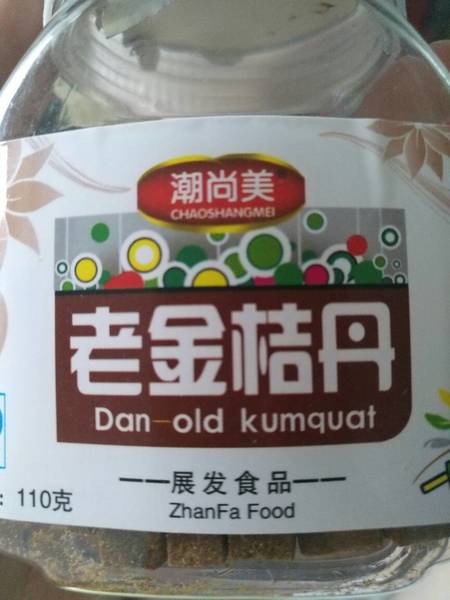 潮尚美
CHAOSHANGMEI
老金桔丹
Dan-old kumquat
——展发食品——
: 110克
ZhanFa Food